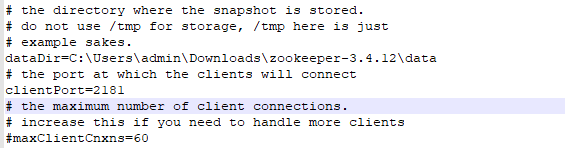 # the directory where the snapshot is stored.
# do not use /tmp for storage, /tmp here is just
# example sakes.
dataDir=C:\Users\admin\Downloads\zookeeper-3.4.12\data
# the port at which the clients will connect
clientPort=2181
# the maximum number of client connections.
# increase this if you need to handle more clients
#maxClientCnxns=60